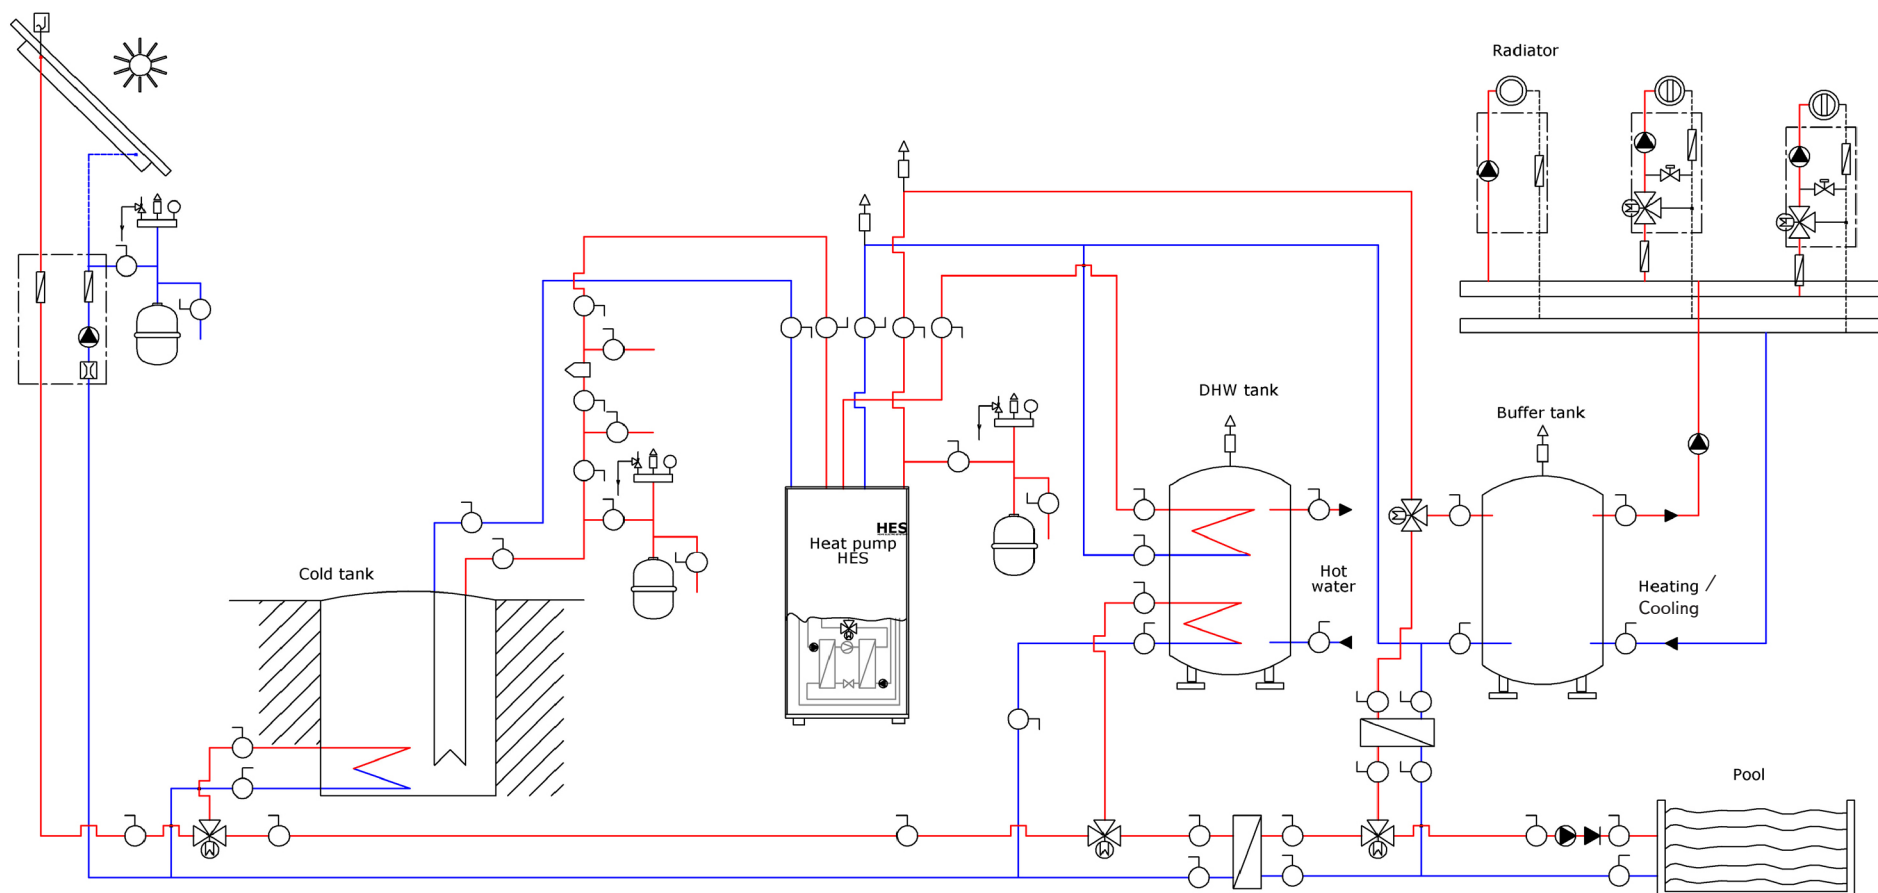 Radiator
DHW tank
Buffer tank
HES
Heat pump
HES
Cold tank
Hot
water
Heating /
Cooling
Pool